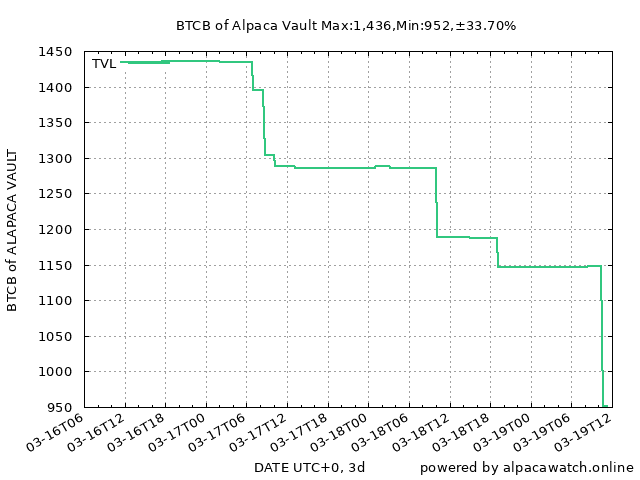 BTCB of Alpaca Vault Max:1,436,Min:952,±33.70%
BTCB of ALAPACA VAULT
TVL
1450
1400
1350
1300
1250
1200
1150
1100
1050
1000
950
03-16T06
03-16T12
03-16T18
03-17T00
03-17T06
03-17T12
03-17T18
03-18T00
03-18T06
03-18T12
03-18T18
03-19T00
03-19T06
03-19T12
DATE UTC+0, 3d
powered by alpacawatch.online